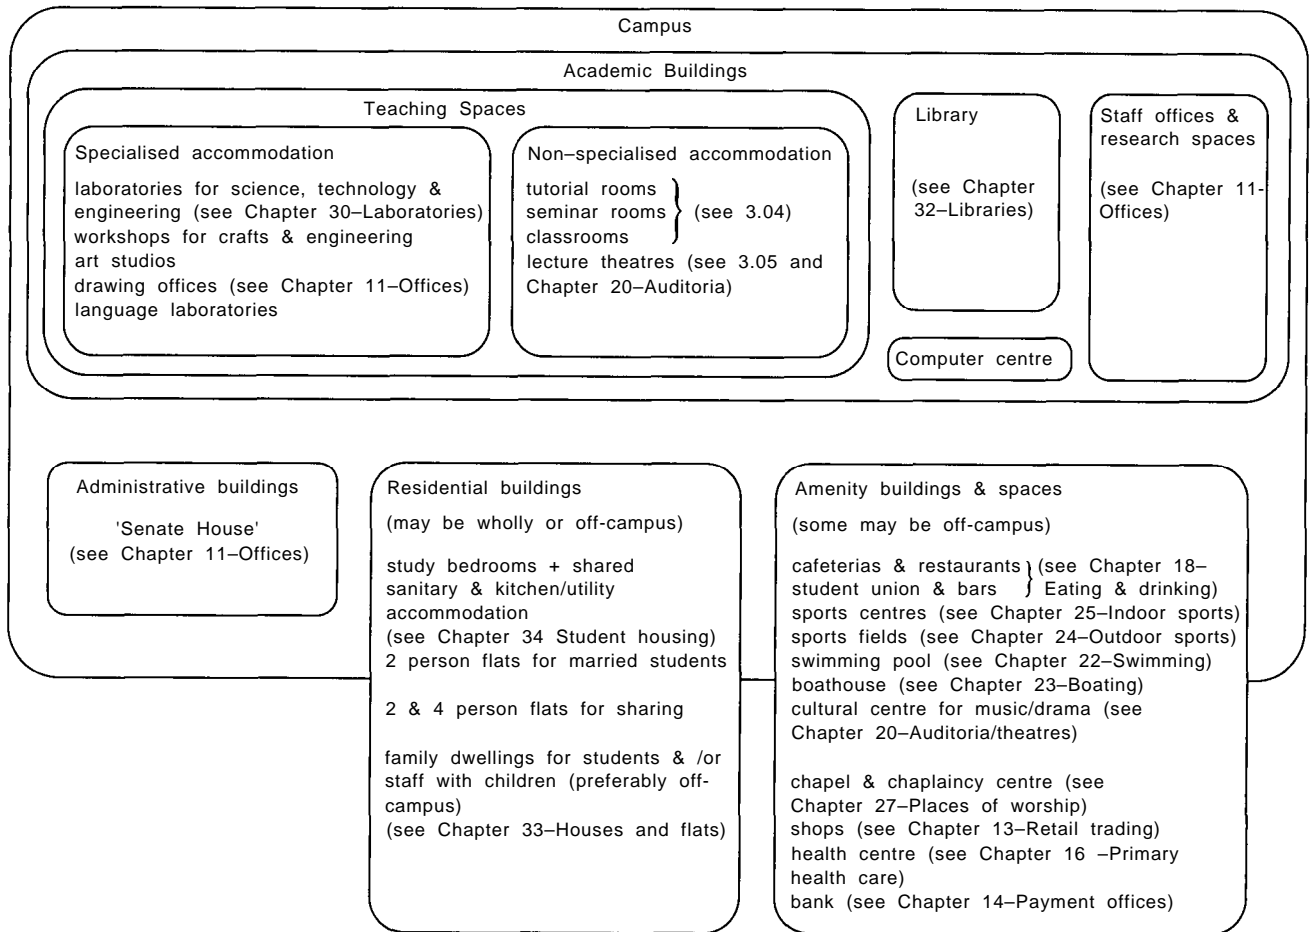 Campus
Academic Buildings
Teaching Spaces
Specialised accommodation
laboratories for science, technology &
engineering (see Chapter 30–Laboratories)
workshops for crafts & engineering
art studios
drawing offices (see Chapter 11–Offices)
language laboratories
Non–specialised accommodation
tutorial rooms
seminar rooms (see 3.04)
classrooms
lecture theatres (see 3.05 and
Chapter 20–Auditoria)
Library
(see Chapter
32–Libraries)
Computer centre
Staff offices &
research spaces
(see Chapter 11-
Offices)
Administrative buildings
'Senate House'
(see Chapter 11–Offices)
Residential buildings
(may be wholly or off-campus)
study bedrooms + shared
sanitary & kitchen/utility
accommodation
(see Chapter 34 Student housing)
2 person flats for married students
2 & 4 person flats for sharing
family dwellings for students & /or
staff with children (preferably off-
campus)
(see Chapter 33–Houses and flats)
Amenity buildings & spaces
(some may be off-campus)
cafeterias & restaurants (see Chapter 18–
student union & bars Eating & drinking)
sports centres (see Chapter 25–Indoor sports)
sports fields (see Chapter 24–Outdoor sports)
swimming pool (see Chapter 22–Swimming)
boathouse (see Chapter 23–Boating)
cultural centre for music/drama (see
Chapter 20–Auditoria/theatres)
chapel & chaplaincy centre (see
Chapter 27–Places of worship)
shops (see Chapter 13–Retail trading)
health centre (see Chapter 16 –Primary
health care)
bank (see Chapter 14–Payment offices)